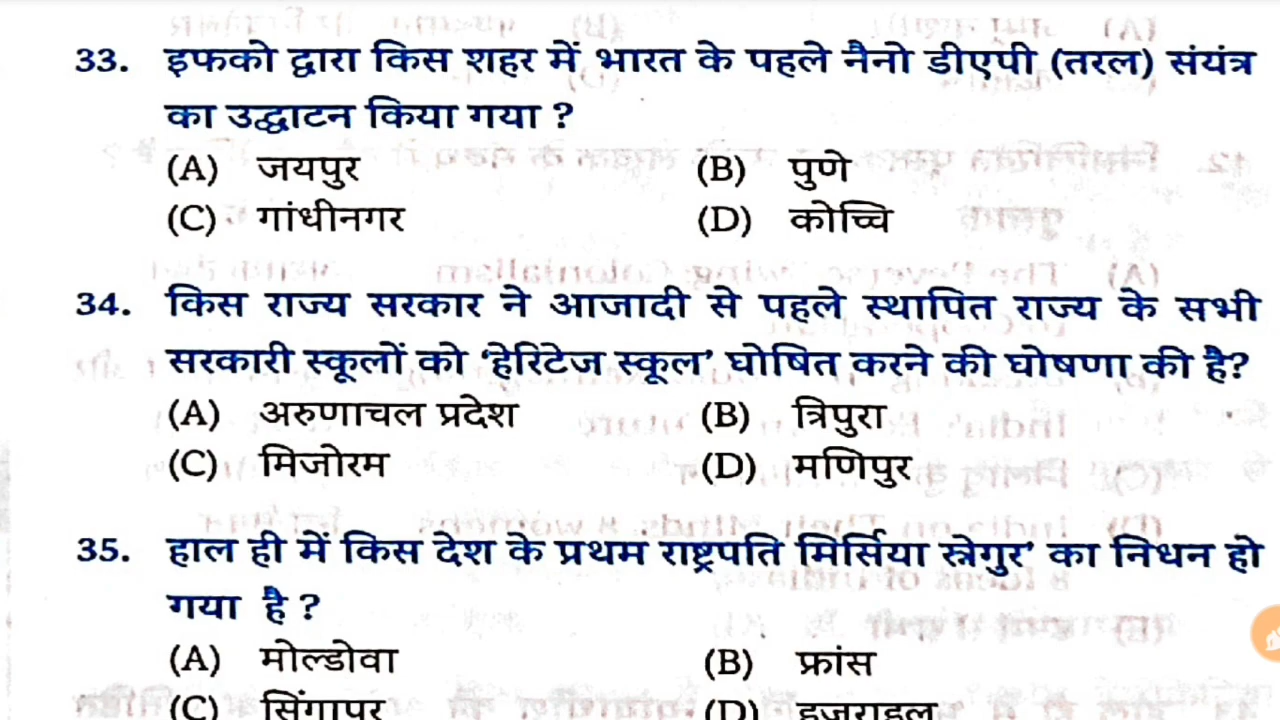 33. इफको द्वारा किस शहर में भारत के पहले नैनो डीएपी (तरल) संयंत्र
का उद्घाटन किया गया ?
(A) जयपुर (B) पुणे
(C) गांधीनगर (D) कोच्चि
34. किस राज्य सरकार ने आजादी से पहले स्थापित राज्य के सभी
सरकारी स्कूलों को ‘हेरिटेज स्कूल’ घोषित करने की घोषणा की है?
(A) अरुणाचल प्रदेश (B) त्रिपुरा
(C) मिजोरम (D) मणिपुर
35. हाल ही में किस देश के प्रथम राष्ट्रपति मिर्सिया स्नेगुर’ का निधन हो
गया है ?
(A) मोल्डोवा (B) फ्रांस
(C) सिंगापुर (D) इजराइल